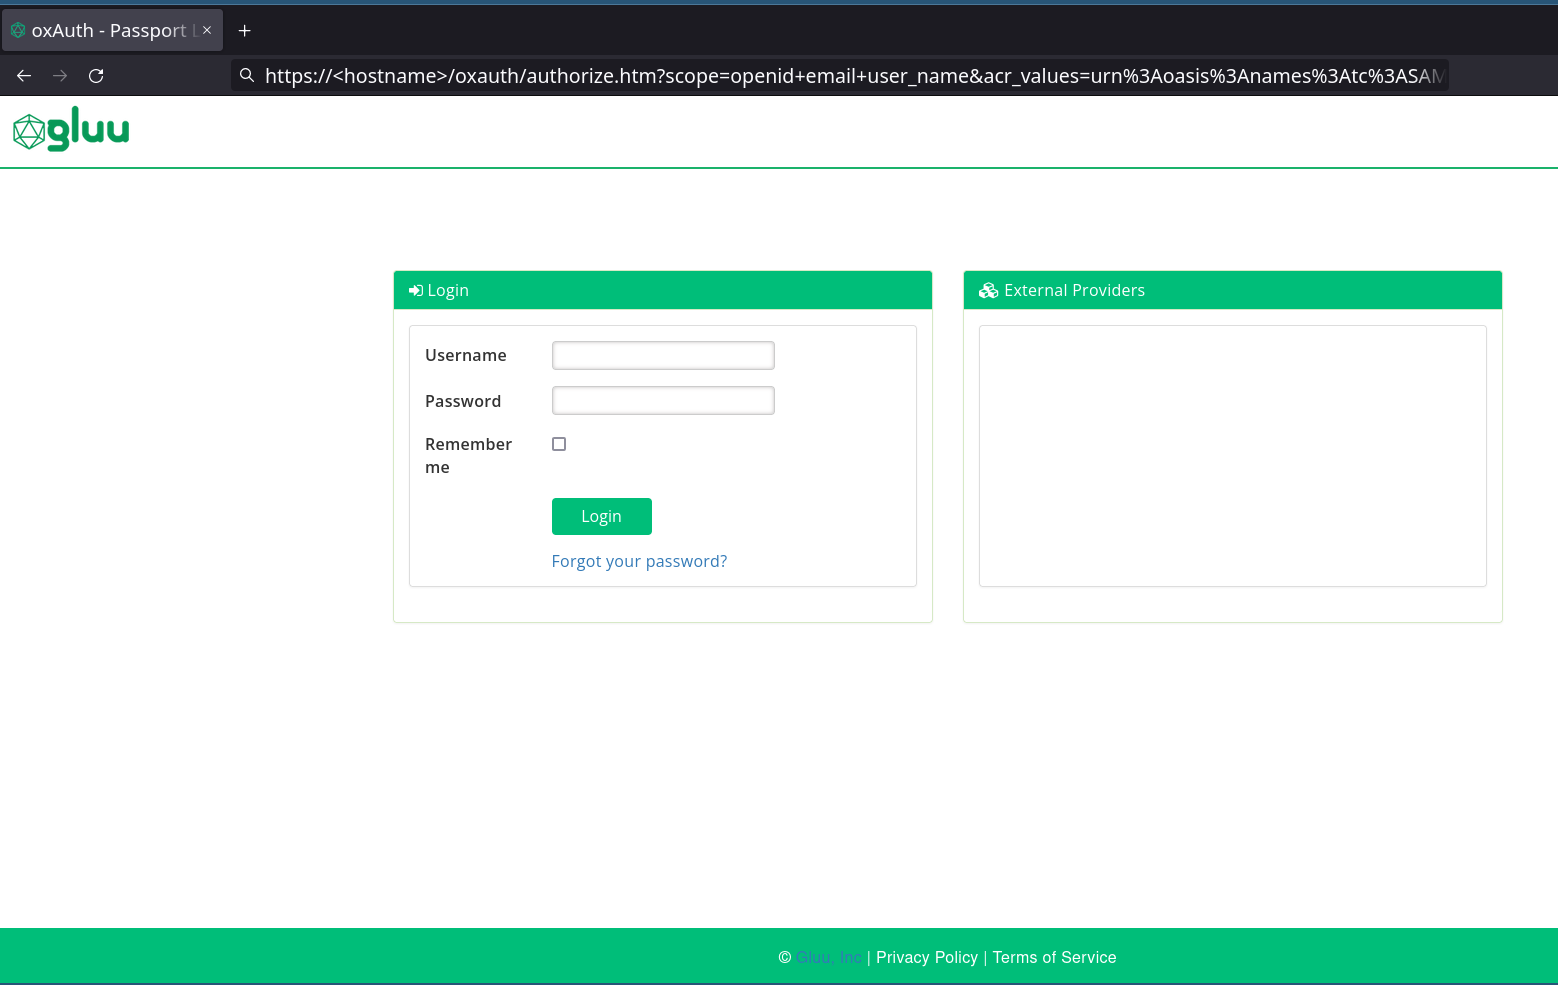 oxAuth - Passport
https://<hostname>/oxauth/authorize.htm?scope=openid+email+user_name&acr_values=urn%3Aoasis%3Anames%3Atc%3ASAM
gluu
Login
External Providers
Username
Password
Remember
me
Login
Forgot your password?
© Gluu, Inc | Privacy Policy | Terms of Service